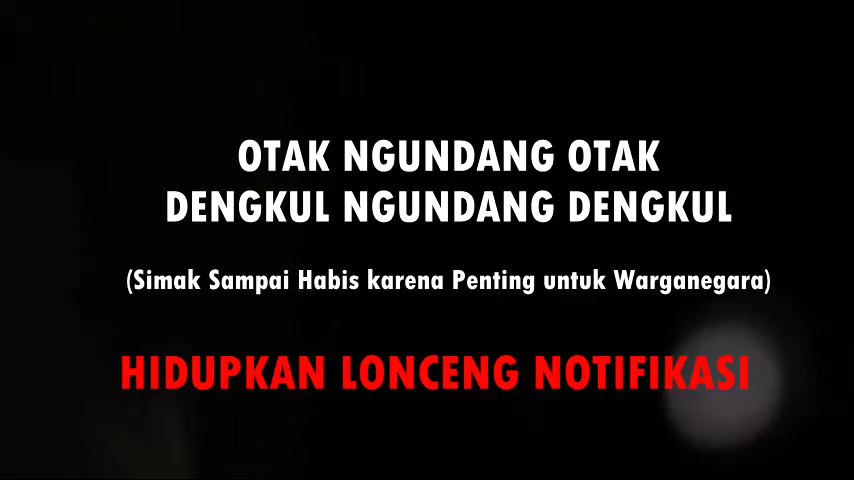 OTAK NGUNDANG OTAK
DENGKUL NGUNDANG DENGKUL
(Simak Sampai Habis karena Penting untuk Warganegara)
HIDUPKAN LONCENG NOTIFIKASI